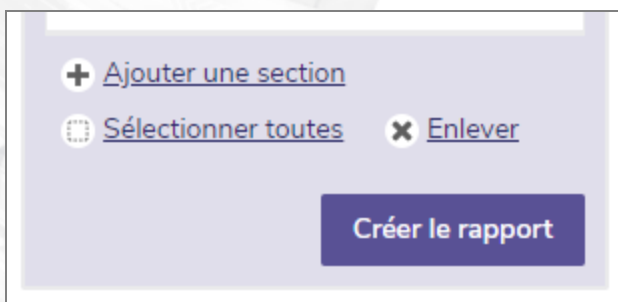 Ajouter une section
Sélectionner toutes Enlever
Créer le rapport